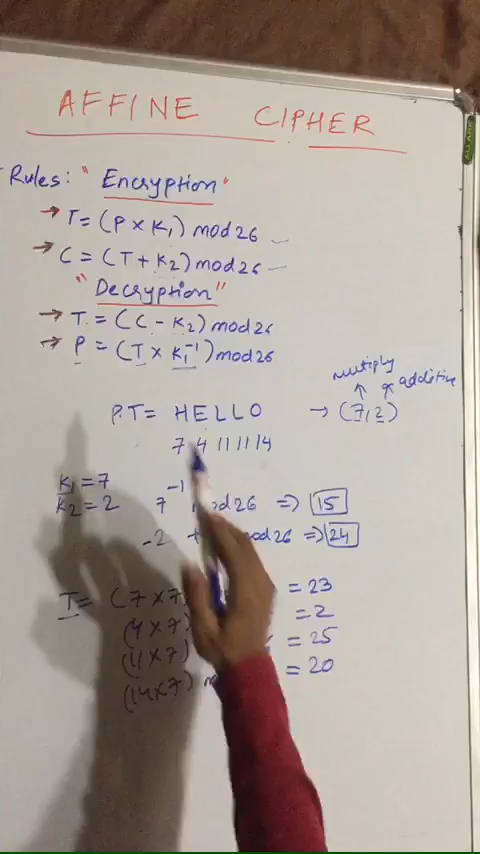 AFFINE CIPHER
Rules: "Encryption"
→ T = (P × K₁) mod 26
→ C = (T + K₂) mod 26
"Decryption"
→ T = (C - K₂) mod 26
→ P = (T × K₁⁻¹) mod 26
multiply
additive
P.T = HELLO → (7,2)
7 4 11 11 14
K₁ = 7
K₂ = 2
7⁻¹ mod 26 => 15
-2 mod 26 => 24
T = (7×7) = 23
(4×7) = 2
(11×7) = 25
(14×7) = 20